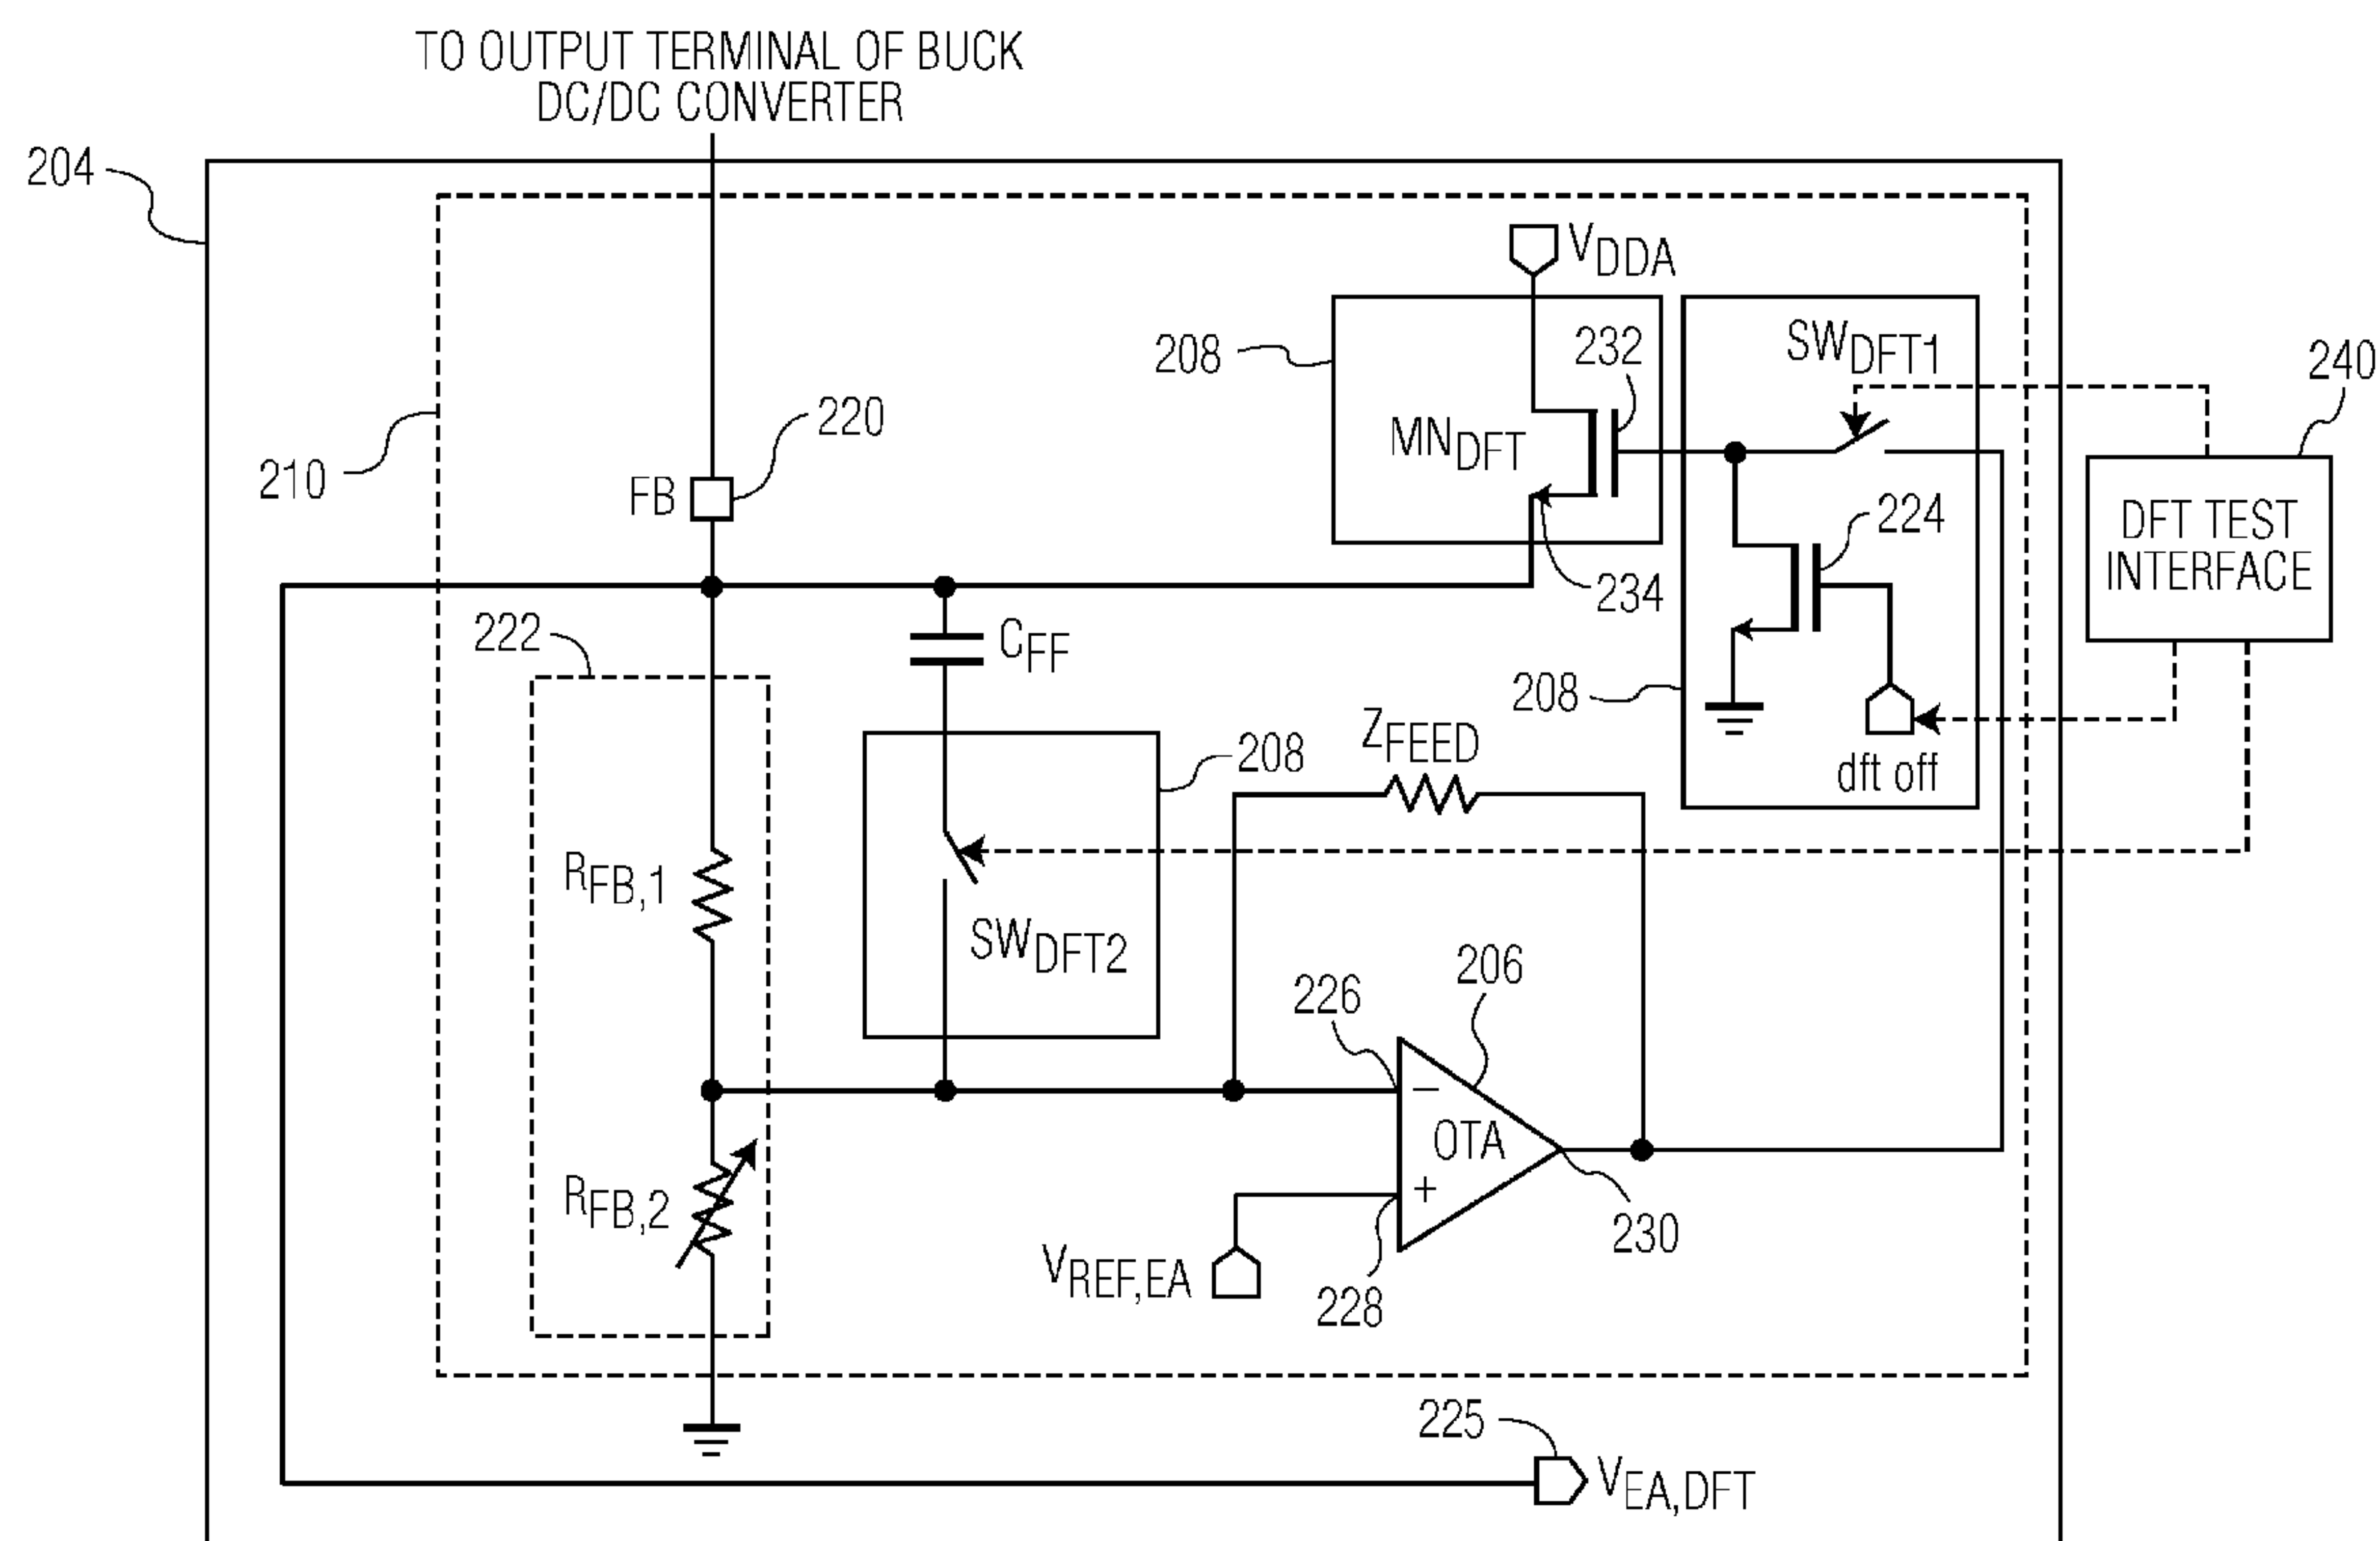 TO OUTPUT TERMINAL OF BUCK
DC/DC CONVERTER
204
VDDA
208
232
SWDFT1
240
210
220
FB
MNDFT
224
DFT TEST
INTERFACE
234
222
CFF
208
208
ZFEED
dft off
RFB,1
SWDFT2
206
226
−
OTA
RFB,2
+
230
VREF,EA
228
225
VEA,DFT